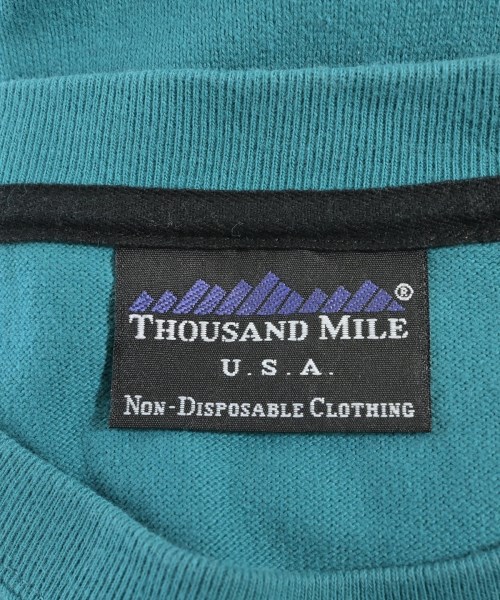 ®
THOUSAND MILE
U.S.A.
NON-DISPOSABLE CLOTHING